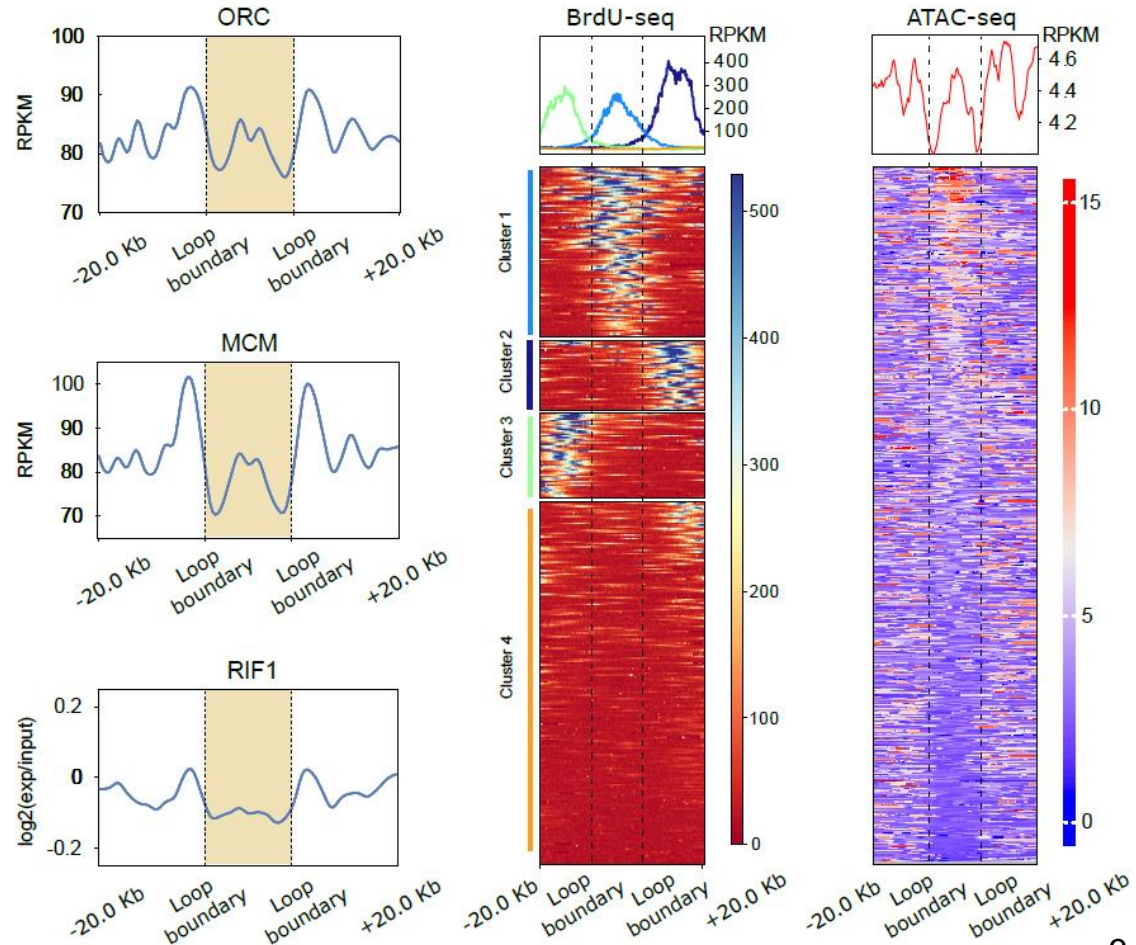 ORC
100
90
80
70
RPKM
-20.0 Kb
Loop
boundary
Loop
boundary
+20.0 Kb
MCM
100
90
80
70
RPKM
-20.0 Kb
Loop
boundary
Loop
boundary
+20.0 Kb
RIF1
0.2
0
-0.2
log2(exp/input)
-20.0 Kb
Loop
boundary
Loop
boundary
+20.0 Kb
BrdU-seq
RPKM
400
300
200
100
Cluster 1
Cluster 2
Cluster 3
Cluster 4
500
400
300
200
100
0
-20.0 Kb
Loop
boundary
Loop
boundary
+20.0 Kb
ATAC-seq
RPKM
4.6
4.4
4.2
15
10
5
0
-20.0 Kb
Loop
boundary
Loop
boundary
+20.0 Kb